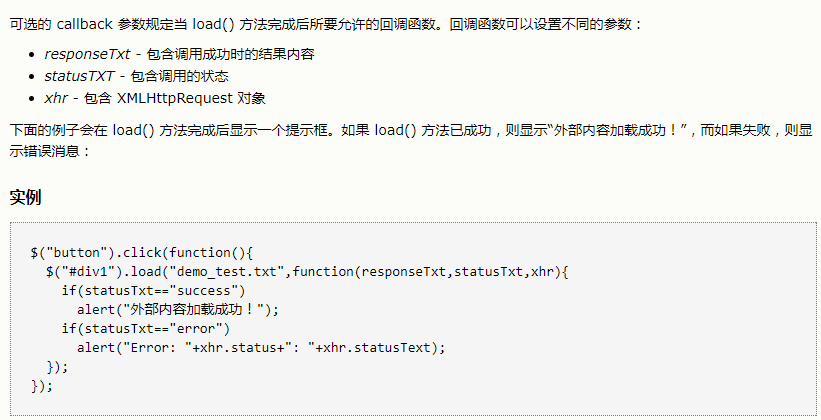 可选的 callback 参数规定当 load() 方法完成后所要允许的回调函数。回调函数可以设置不同的参数：
• responseTxt - 包含调用成功时的结果内容
• statusTXT - 包含调用的状态
• xhr - 包含 XMLHttpRequest 对象
下面的例子会在 load() 方法完成后显示一个提示框。如果 load() 方法已成功，则显示“外部内容加载成功！”，而如果失败，则显
示错误消息：
实例
$("button").click(function(){
  $("#div1").load("demo_test.txt",function(responseTxt,statusTxt,xhr){
    if(statusTxt=="success")
      alert("外部内容加载成功！");
    if(statusTxt=="error")
      alert("Error: "+xhr.status+": "+xhr.statusText);
  });
});